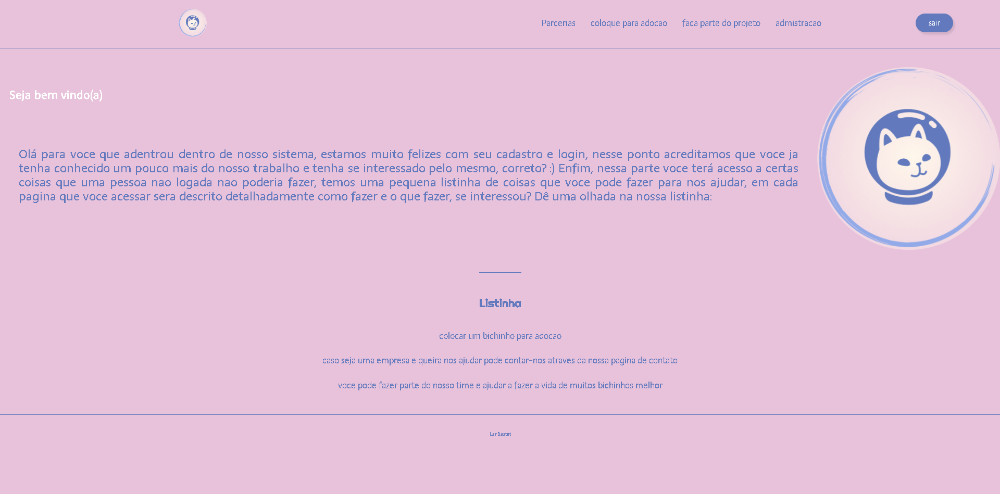 Parcerias coloque para adocao faca parte do projeto admistracao sair
Seja bem vindo(a)
Olá para voce que adentrou dentro de nosso sistema, estamos muito felizes com seu cadastro e login, nesse ponto acreditamos que voce ja
tenha conhecido um pouco mais do nosso trabalho e tenha se interessado pelo mesmo, correto? :) Enfim, nessa parte voce terá acesso a certas
coisas que uma pessoa nao logada nao poderia fazer, temos uma pequena listinha de coisas que voce pode fazer para nos ajudar, em cada
pagina que voce acessar sera descrito detalhadamente como fazer e o que fazer, se interessou? Dê uma olhada na nossa listinha:
Listinha
colocar um bichinho para adocao
caso seja uma empresa e queira nos ajudar pode contar-nos atraves da nossa pagina de contato
voce pode fazer parte do nosso time e ajudar a fazer a vida de muitos bichinhos melhor
Lar Bastet